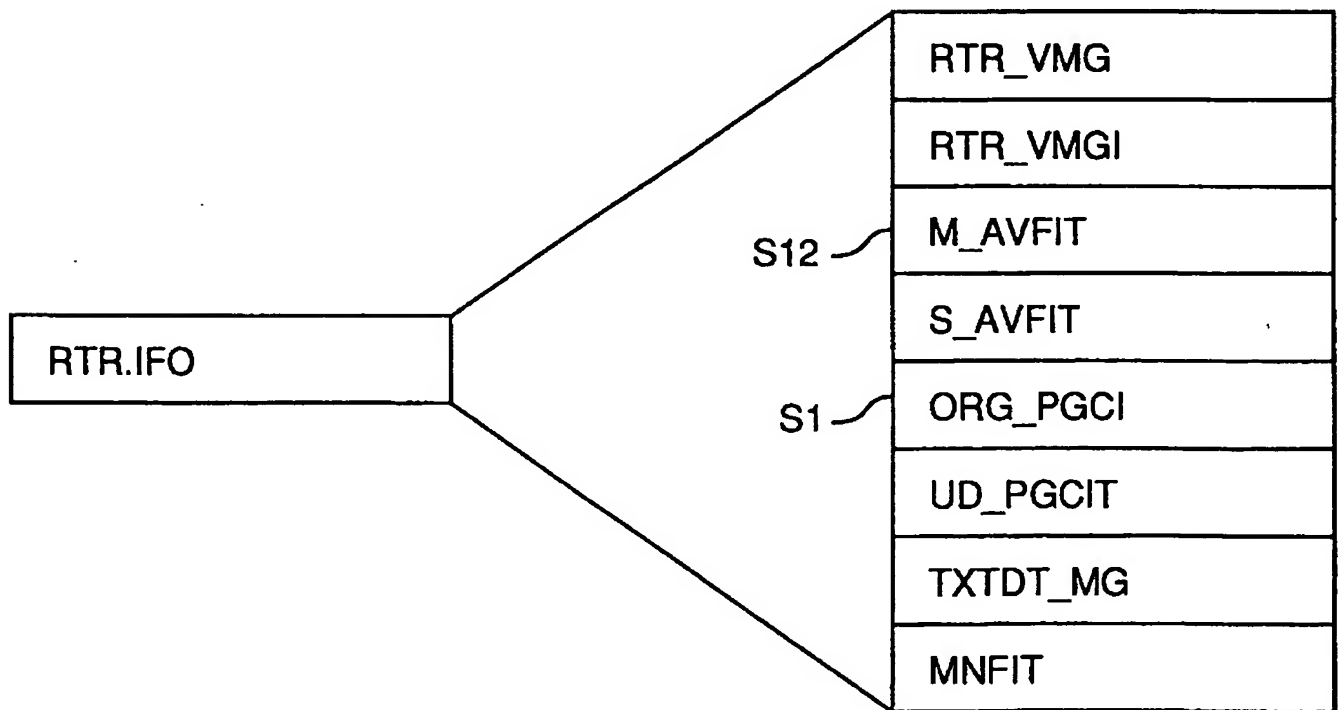 RTR.IFO
RTR_VMG
RTR_VMGI
S12
M_AVFIT
S_AVFIT
S1
ORG_PGCI
UD_PGCIT
TXTDT_MG
MNFIT